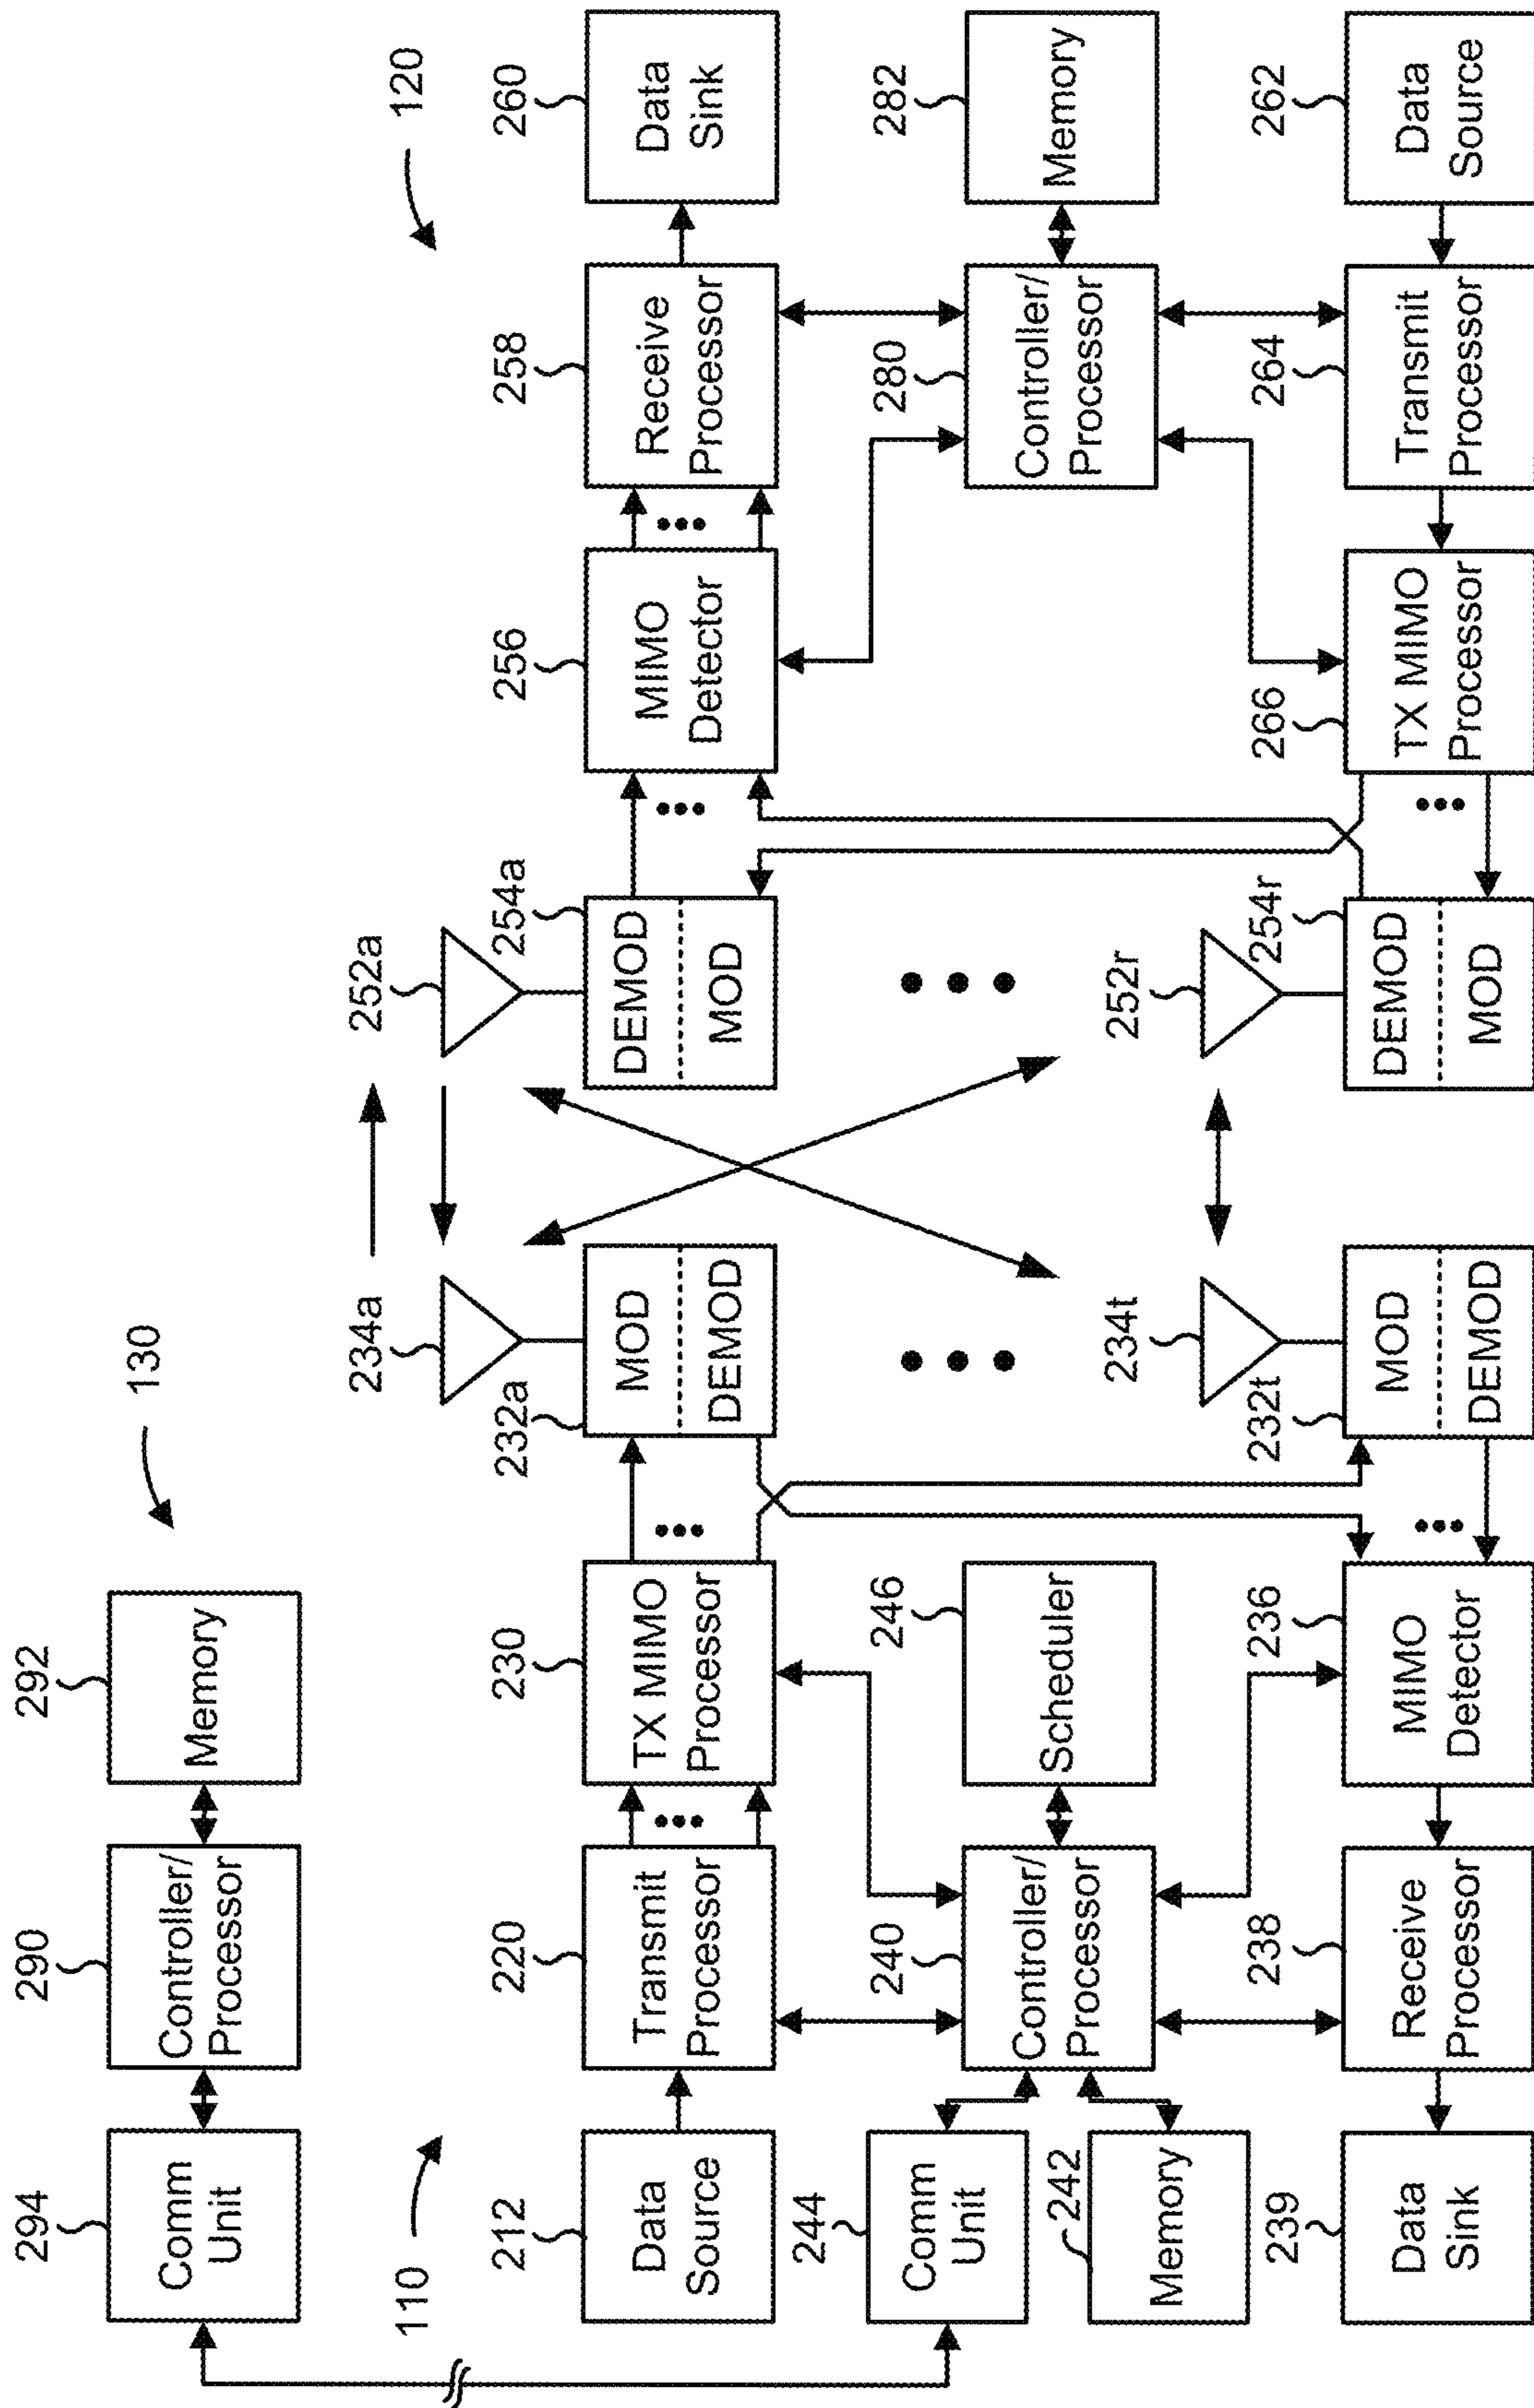 294
Comm
Unit
290
Controller/
Processor
292
Memory
130
110
120
212
Data
Source
220
Transmit
Processor
230
TX MIMO
Processor
232a
MOD
DEMOD
234a
252a
254a
DEMOD
MOD
256
MIMO
Detector
258
Receive
Processor
260
Data
Sink
244
Comm
Unit
242
Memory
240
Controller/
Processor
246
Scheduler
280
Controller/
Processor
282
Memory
239
Data
Sink
238
Receive
Processor
236
MIMO
Detector
232t
MOD
DEMOD
234t
252r
254r
DEMOD
MOD
266
TX MIMO
Processor
264
Transmit
Processor
262
Data
Source